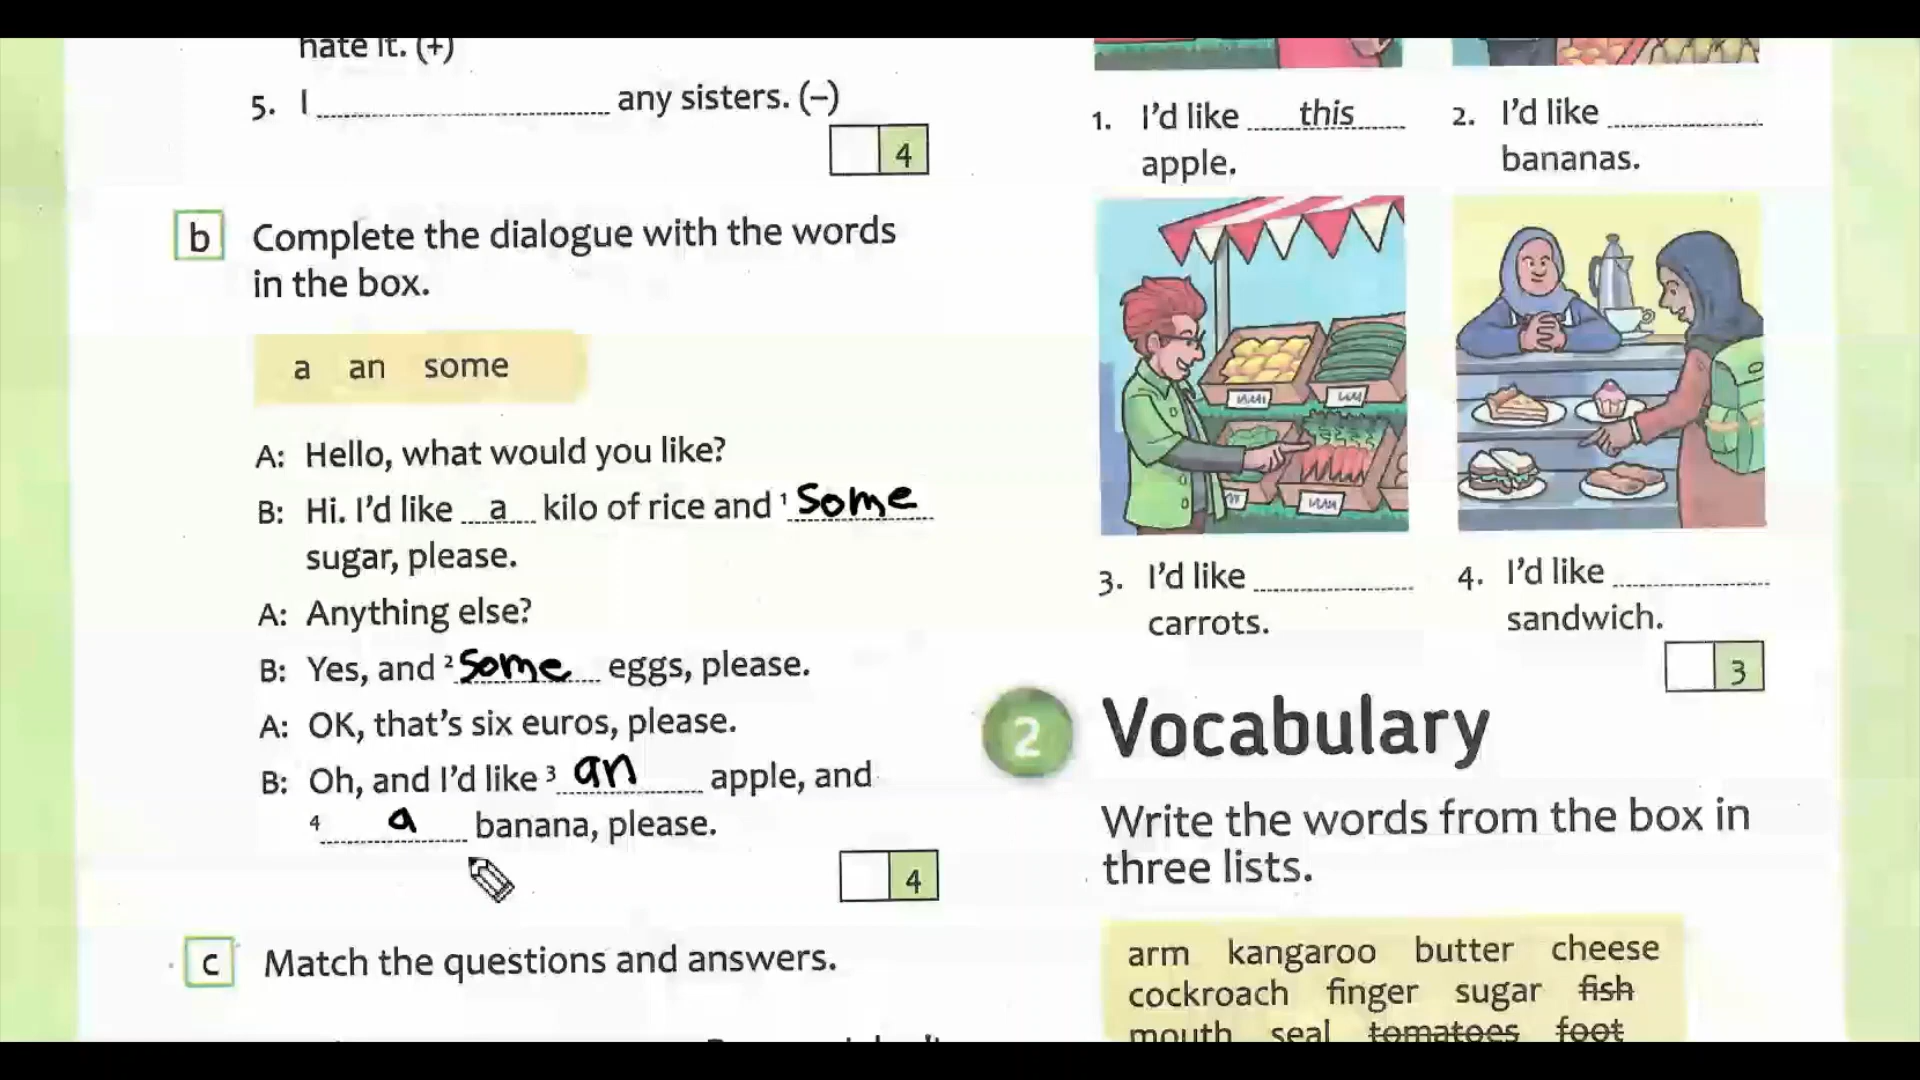 hate it. (+)
5. I ____________ any sisters. (–)
4
b Complete the dialogue with the words
in the box.
a an some
A: Hello, what would you like?
B: Hi. I'd like a kilo of rice and ¹ some
sugar, please.
A: Anything else?
B: Yes, and ² some eggs, please.
A: OK, that's six euros, please.
B: Oh, and I'd like ³ an apple, and
⁴ a banana, please.
4
c Match the questions and answers.
1. I'd like this
apple.
2. I'd like ____________
bananas.
3. I'd like ____________
carrots.
4. I'd like ____________
sandwich.
3
2 Vocabulary
Write the words from the box in
three lists.
arm kangaroo butter cheese
cockroach finger sugar fish
mouth seal tomatoes foot